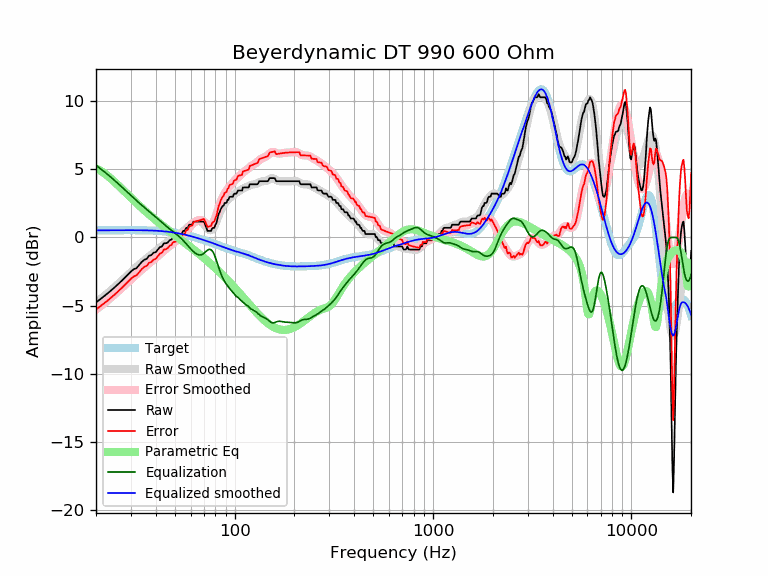 Beyerdynamic DT 990 600 Ohm
Amplitude (dBr)
10
5
0
−5
−10
−15
−20
Target
Raw Smoothed
Error Smoothed
Raw
Error
Parametric Eq
Equalization
Equalized smoothed
100 1000 10000
Frequency (Hz)